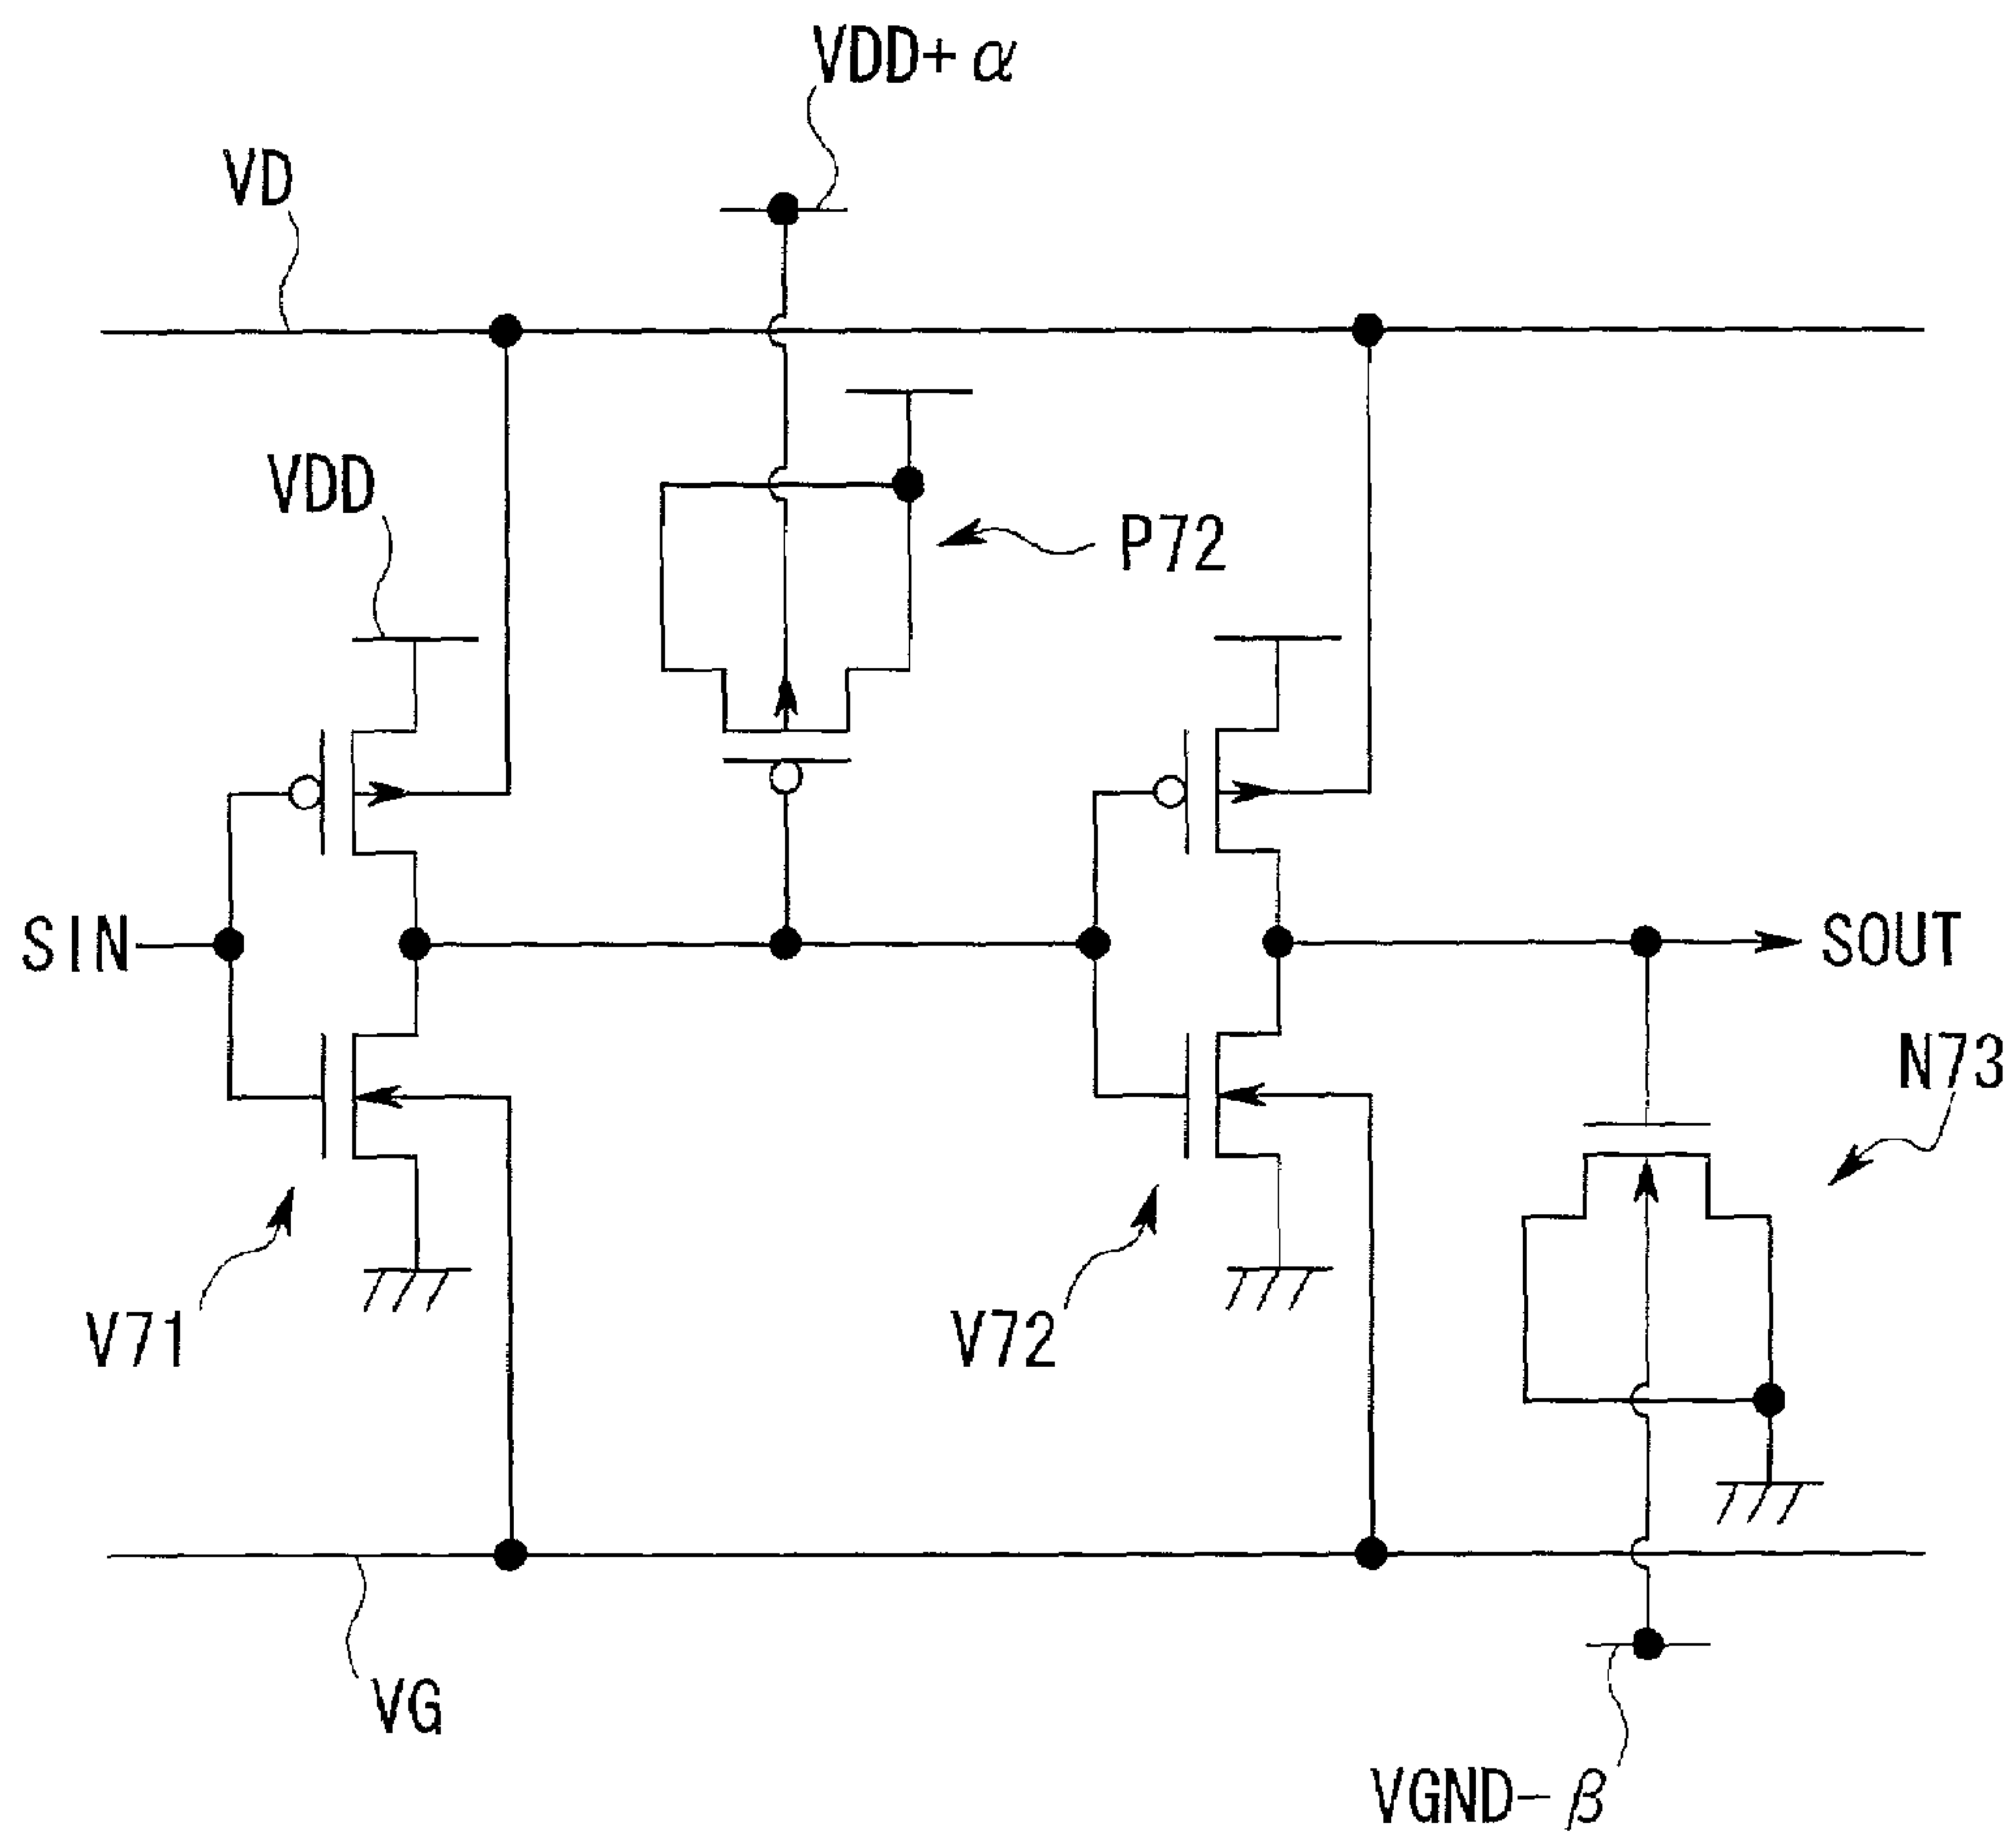 VDD+α
VD
VDD
P72
SIN
SOUT
N73
V71
V72
VG
VGND-β